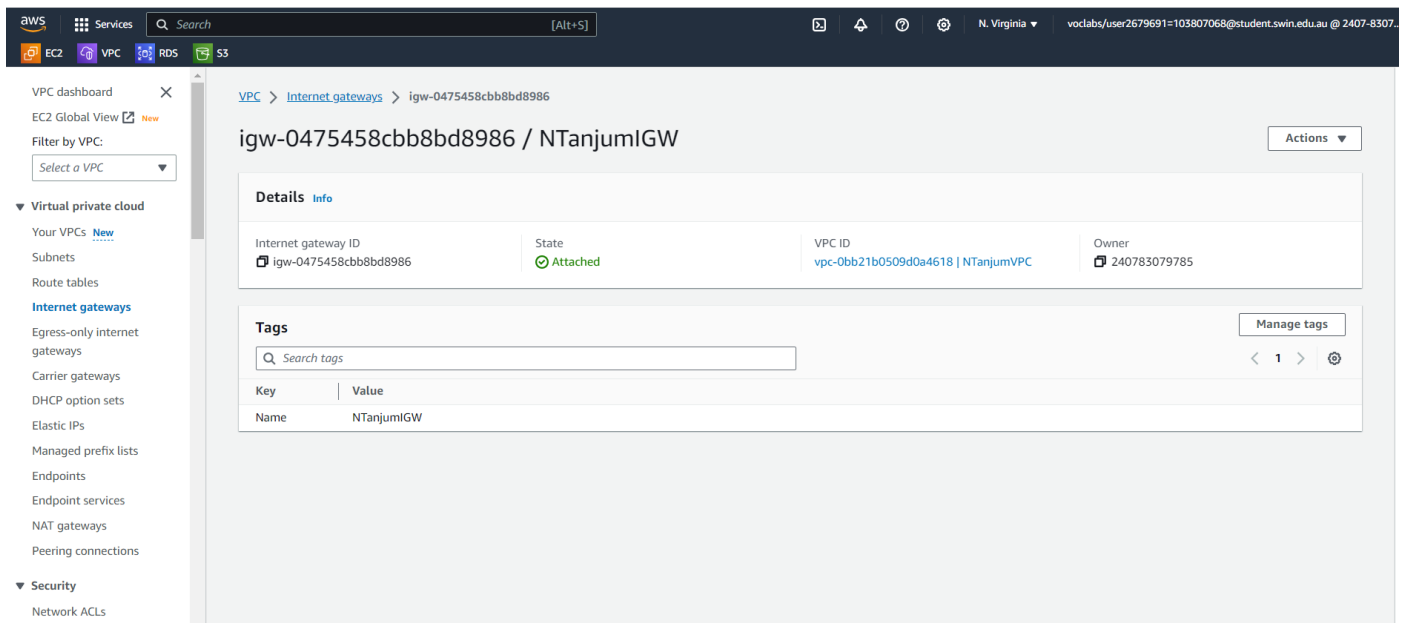 aws Services Search [Alt+S] N. Virginia voclabs/user2679691=103807068@student.swin.edu.au @ 2407-8307...
EC2 VPC RDS S3
VPC dashboard
EC2 Global View New
Filter by VPC:
Select a VPC
Virtual private cloud
Your VPCs New
Subnets
Route tables
Internet gateways
Egress-only internet
gateways
Carrier gateways
DHCP option sets
Elastic IPs
Managed prefix lists
Endpoints
Endpoint services
NAT gateways
Peering connections
Security
Network ACLs
VPC > Internet gateways > igw-0475458cbb8bd8986
igw-0475458cbb8bd8986 / NTanjumIGW
Actions
Details Info
Internet gateway ID
igw-0475458cbb8bd8986
State
Attached
VPC ID
vpc-0bb21b0509d0a4618 | NTanjumVPC
Owner
240783079785
Tags
Manage tags
Search tags
1
Key Value
Name NTanjumIGW